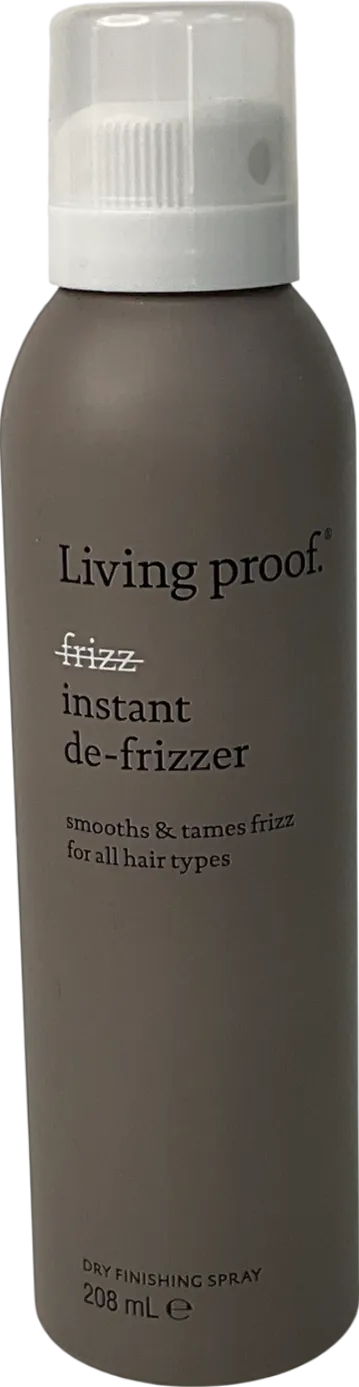 Living proof.®
frizz
instant
de-frizzer
smooths & tames frizz
for all hair types
DRY FINISHING SPRAY
208 mL ℮